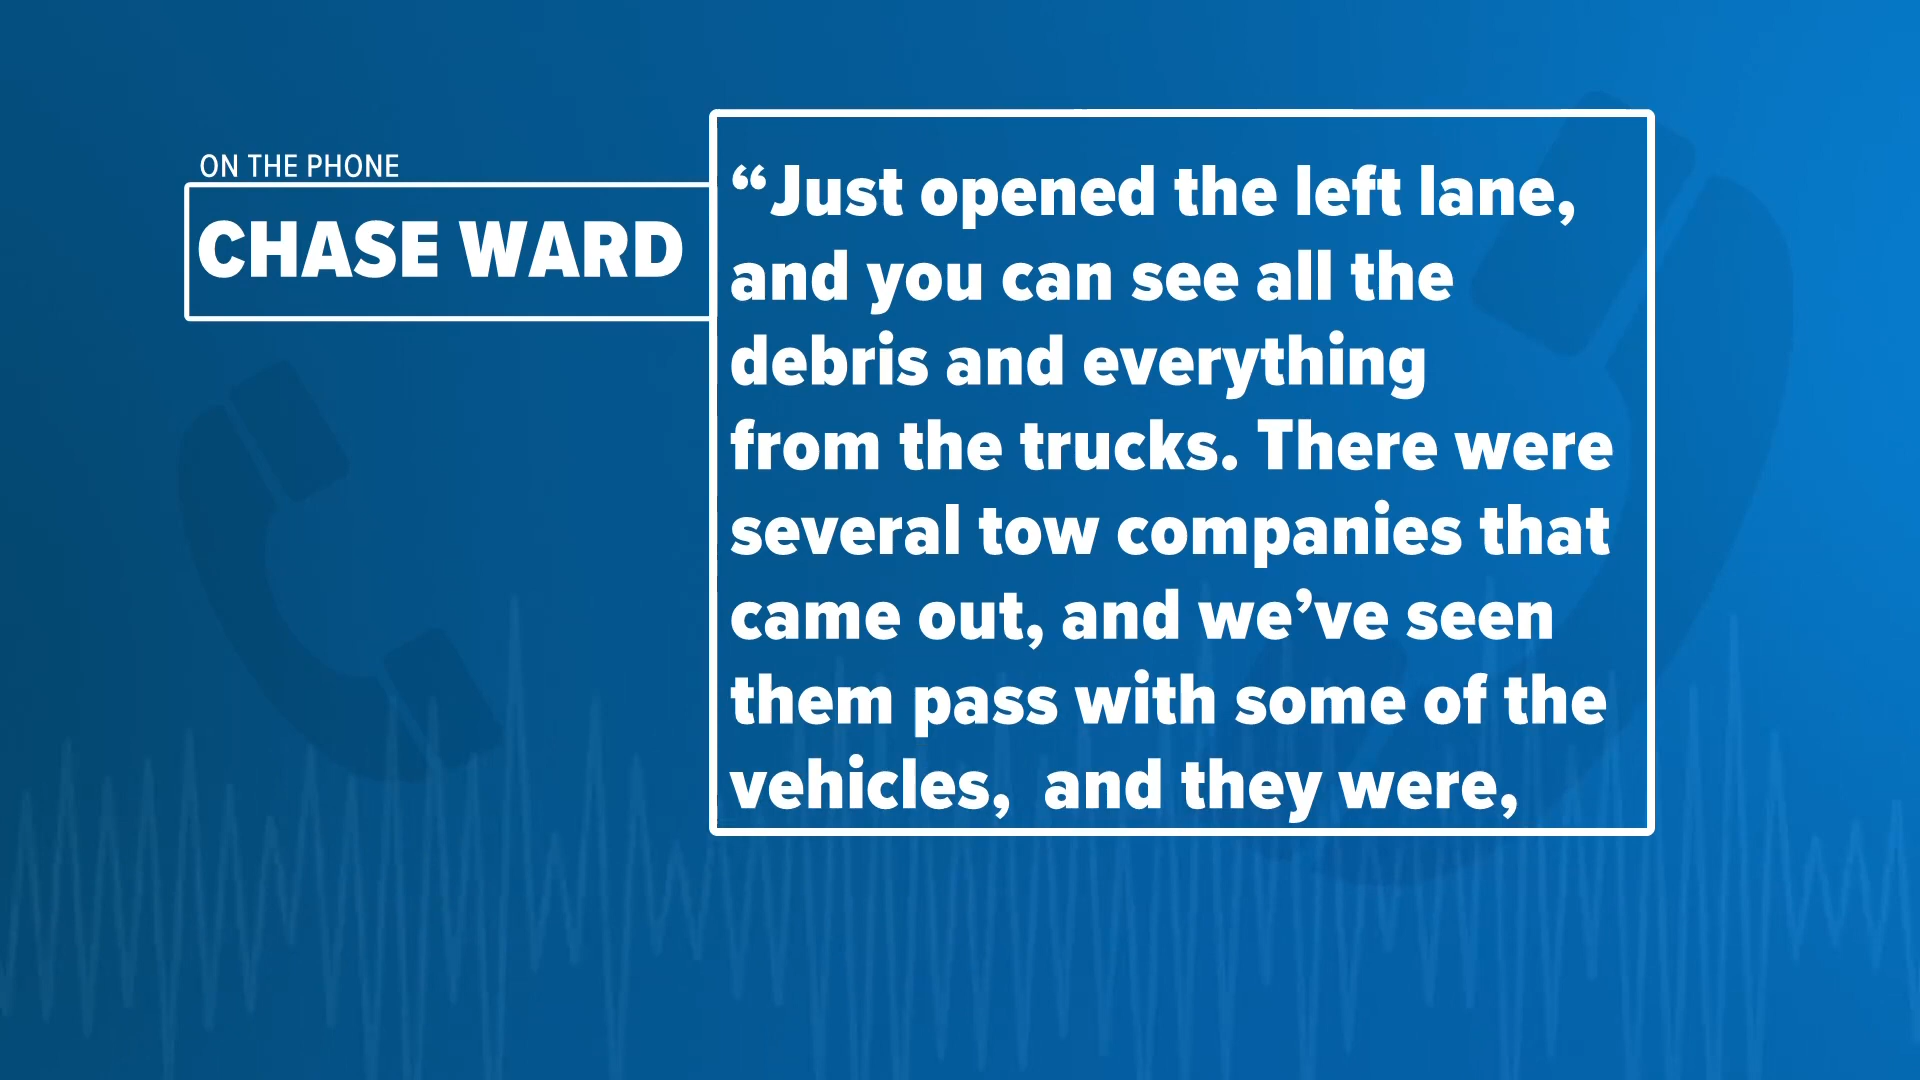 ON THE PHONE
CHASE WARD
“Just opened the left lane,
and you can see all the
debris and everything
from the trucks. There were
several tow companies that
came out, and we’ve seen
them pass with some of the
vehicles,  and they were,